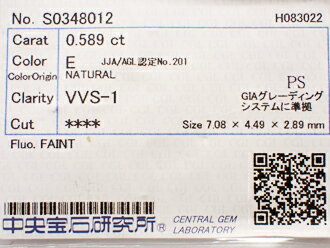 No. S0348012 H083022
Carat 0.589 ct
Color E JJA/AGL認定No.201
ColorOrigin NATURAL
PS
Clarity VVS-1 GIAグレーディング
システムに準拠
Cut **** Size 7.08 × 4.49 × 2.89 mm
Fluo. FAINT
中央宝石研究所® CENTRAL GEM
LABORATORY